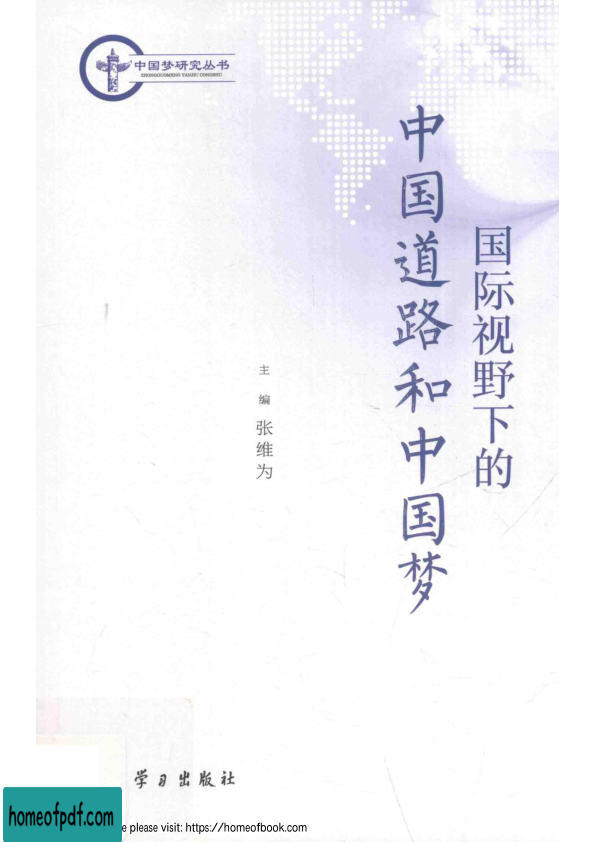 中国梦研究丛书
ZHONGGUOMENG YANJIU CONGSHU
国际视野下的
中国道路和中国梦
主编
张维为
学习出版社
homeofpdf.com
e please visit: https://homeofbook.com